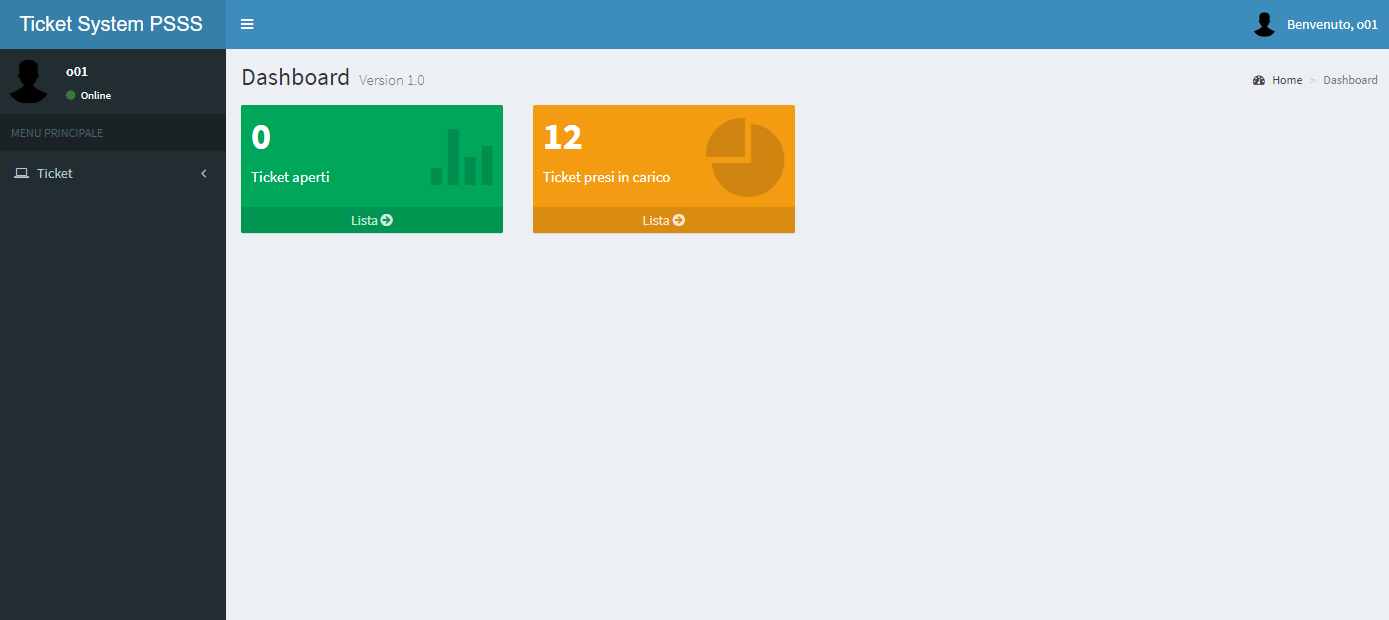 Ticket System PSSS
Benvenuto, o01
o01
Online
MENU PRINCIPALE
Ticket
Dashboard Version 1.0
Home > Dashboard
0
Ticket aperti
Lista
12
Ticket presi in carico
Lista